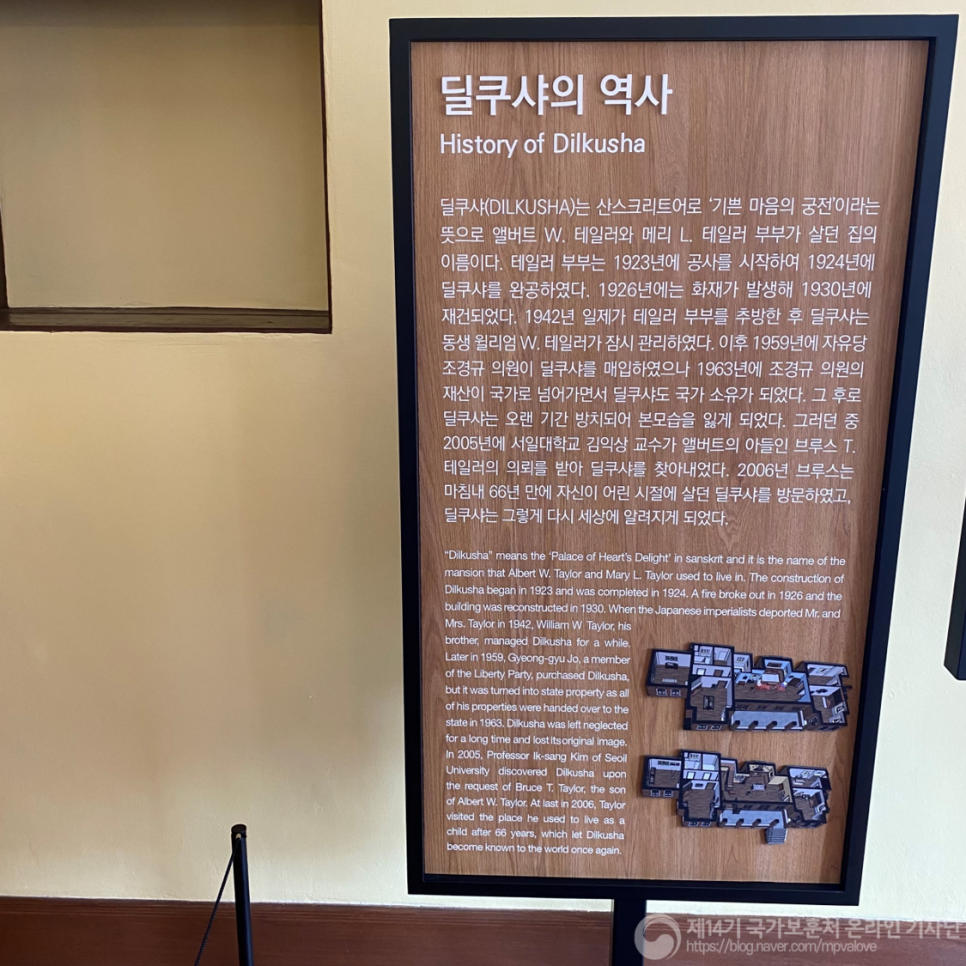 딜쿠샤의 역사
History of Dilkusha
딜쿠샤(DILKUSHA)는 산스크리트어로 '기쁜 마음의 궁전'이라는
뜻으로 앨버트 W. 테일러와 메리 L. 테일러 부부가 살던 집의
이름이다. 테일러 부부는 1923년에 공사를 시작하여 1924년에
딜쿠샤를 완공하였다. 1926년에는 화재가 발생해 1930년에
재건되었다. 1942년 일제가 테일러 부부를 추방한 후 딜쿠샤는
동생 윌리엄 W. 테일러가 잠시 관리하였다. 이후 1959년에 자유당
조경규 의원이 딜쿠샤를 매입하였으나 1963년에 조경규 의원의
재산이 국가로 넘어가면서 딜쿠샤도 국가 소유가 되었다. 그 후로
딜쿠샤는 오랜 기간 방치되어 본모습을 잃게 되었다. 그러던 중
2005년에 서일대학교 김익상 교수가 앨버트의 아들인 브루스 T.
테일러의 의뢰를 받아 딜쿠샤를 찾아내었다. 2006년 브루스는
마침내 66년 만에 자신이 어린 시절에 살던 딜쿠샤를 방문하였고,
딜쿠샤는 그렇게 다시 세상에 알려지게 되었다.
"Dilkusha" means the 'Palace of Heart's Delight' in sanskrit and it is the name of the
mansion that Albert W. Taylor and Mary L. Taylor used to live in. The construction of
Dilkusha began in 1923 and was completed in 1924. A fire broke out in 1926 and the
building was reconstructed in 1930. When the Japanese imperialists deported Mr. and
Mrs. Taylor in 1942, William W Taylor, his
brother, managed Dilkusha for a while.
Later in 1959, Gyeong-gyu Jo, a member
of the Liberty Party, purchased Dilkusha,
but it was turned into state property as all
of his properties were handed over to the
state in 1963. Dilkusha was left neglected
for a long time and lost its original image.
In 2005, Professor Ik-sang Kim of Seoil
University discovered Dilkusha upon
the request of Bruce T. Taylor, the son
of Albert W. Taylor. At last in 2006, Taylor
visited the place he used to live as a
child after 66 years, which let Dilkusha
become known to the world once again.
제14기 국가보훈처 온라인 기자단
https://blog.naver.com/mpvalove